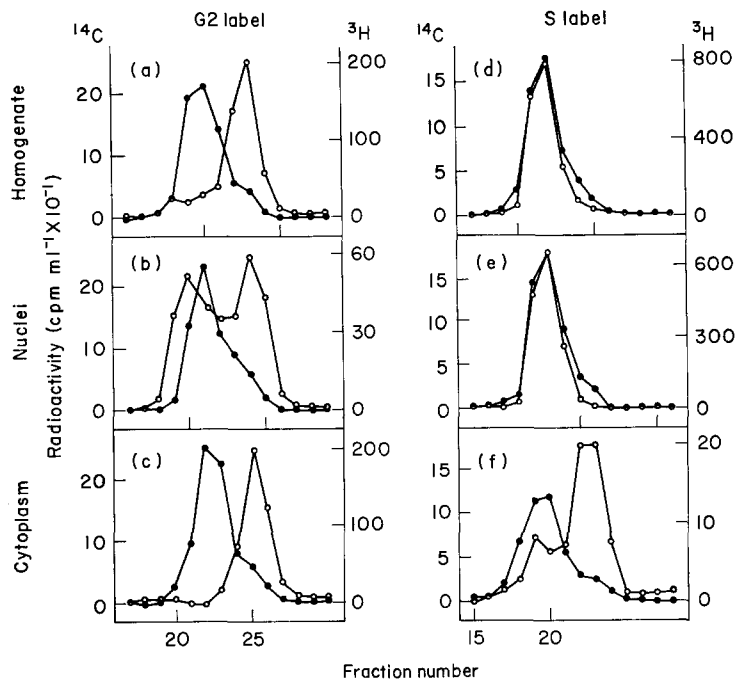 G2 label
S label
14C
3H
14C
3H
Homogenate
Nuclei
Cytoplasm
Radioactivity (cpm ml⁻¹ X 10⁻¹)
(a)
20
10
0
200
100
0
(b)
20
10
0
60
30
0
(c)
20
10
0
200
100
0
(d)
15
10
5
0
800
400
0
(e)
15
10
5
0
600
300
0
(f)
15
10
5
0
20
10
0
20
25
15
20
Fraction number